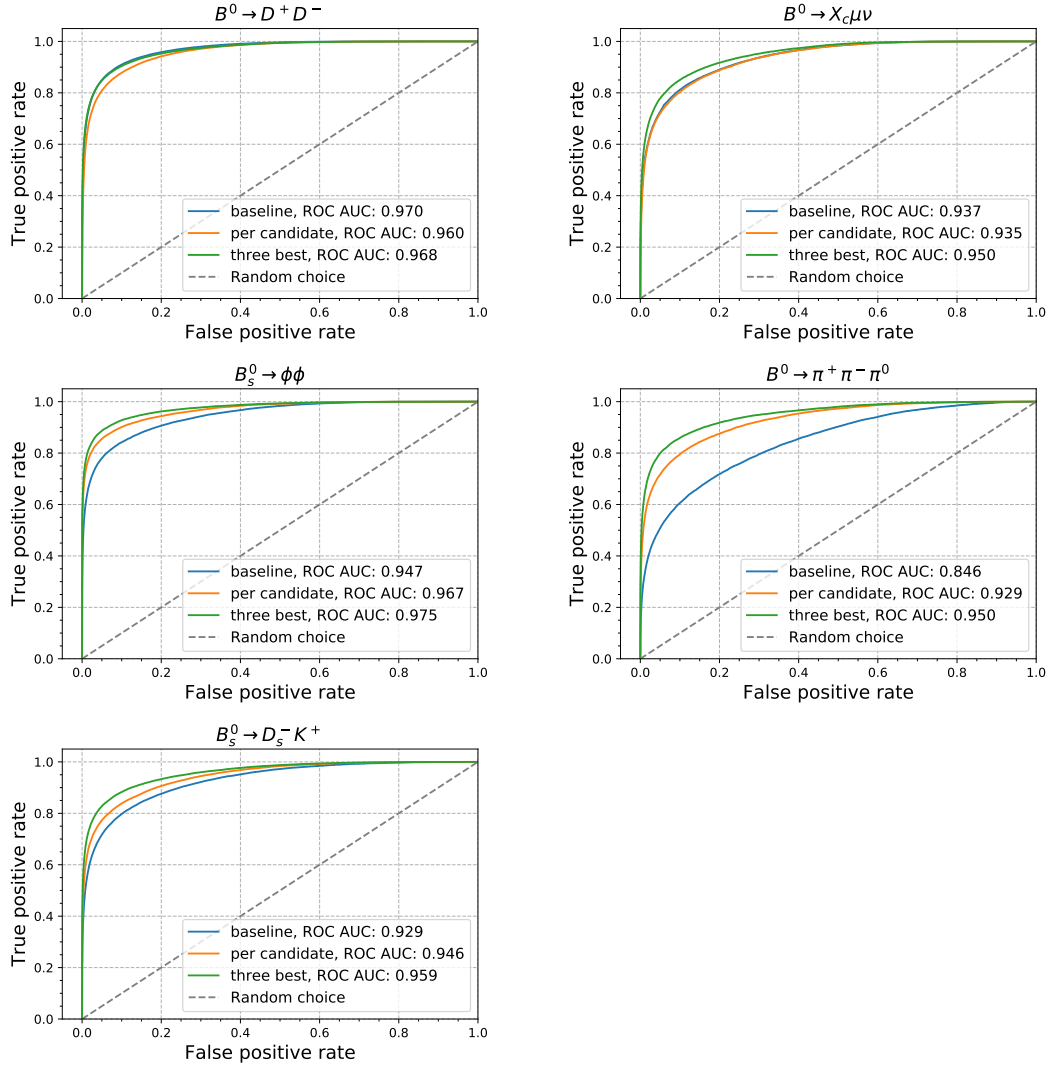 B⁰ → D⁺D⁻
True positive rate
1.0
0.8
0.6
0.4
0.2
0.0
baseline, ROC AUC: 0.970
per candidate, ROC AUC: 0.960
three best, ROC AUC: 0.968
Random choice
0.0 0.2 0.4 0.6 0.8 1.0
False positive rate
B⁰ → X_cμν
True positive rate
1.0
0.8
0.6
0.4
0.2
0.0
baseline, ROC AUC: 0.937
per candidate, ROC AUC: 0.935
three best, ROC AUC: 0.950
Random choice
0.0 0.2 0.4 0.6 0.8 1.0
False positive rate
B_s⁰ → ϕϕ
True positive rate
1.0
0.8
0.6
0.4
0.2
0.0
baseline, ROC AUC: 0.947
per candidate, ROC AUC: 0.967
three best, ROC AUC: 0.975
Random choice
0.0 0.2 0.4 0.6 0.8 1.0
False positive rate
B⁰ → π⁺π⁻π⁰
True positive rate
1.0
0.8
0.6
0.4
0.2
0.0
baseline, ROC AUC: 0.846
per candidate, ROC AUC: 0.929
three best, ROC AUC: 0.950
Random choice
0.0 0.2 0.4 0.6 0.8 1.0
False positive rate
B_s⁰ → D_s⁻K⁺
True positive rate
1.0
0.8
0.6
0.4
0.2
0.0
baseline, ROC AUC: 0.929
per candidate, ROC AUC: 0.946
three best, ROC AUC: 0.959
Random choice
0.0 0.2 0.4 0.6 0.8 1.0
False positive rate